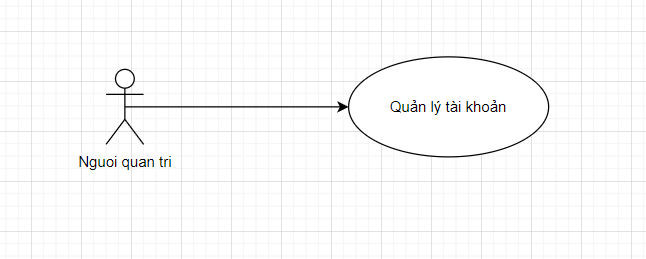 Quản lý tài khoản
Nguoi quan tri